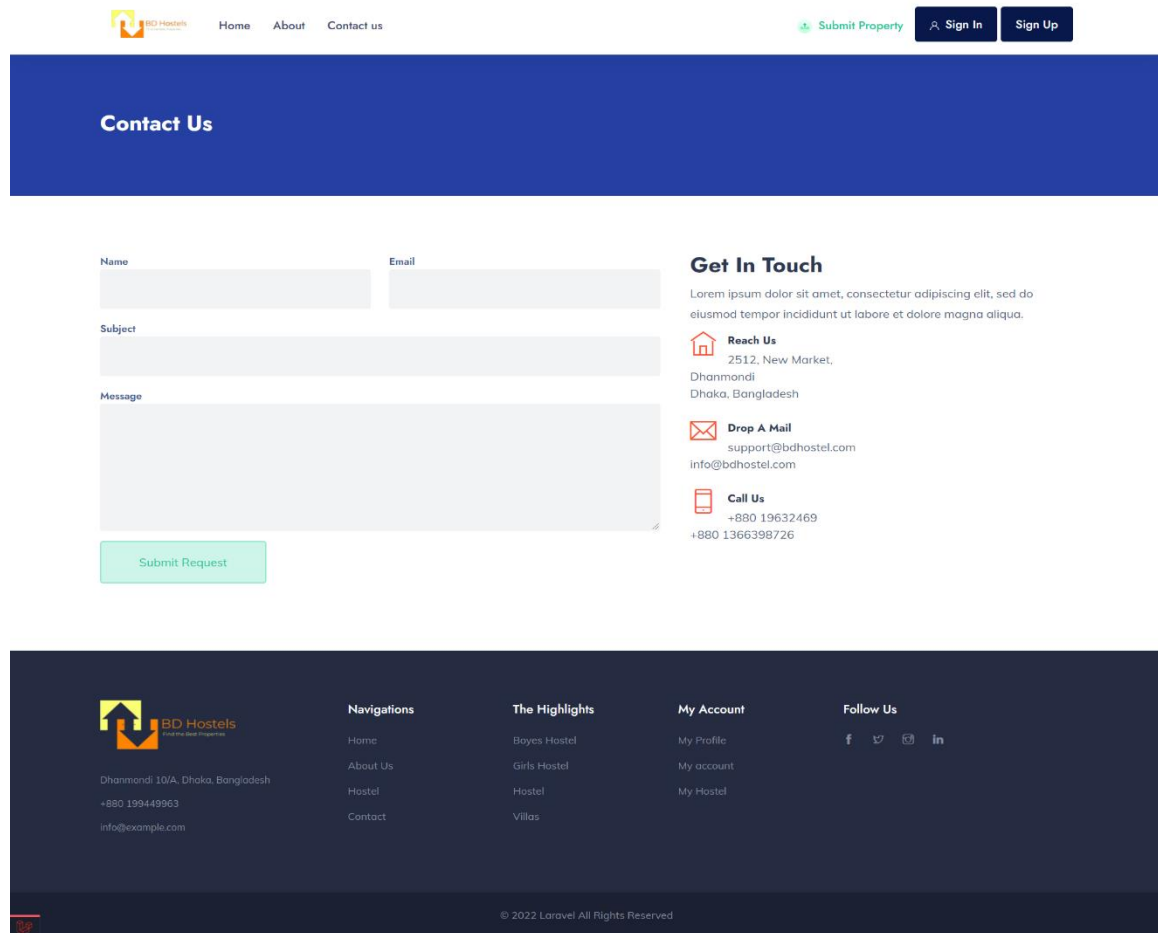 BD Hostels
Home
About
Contact us
Submit Property
Sign In
Sign Up
Contact Us
Name
Email
Subject
Message
Submit Request
Get In Touch
Lorem ipsum dolor sit amet, consectetur adipiscing elit, sed do
eiusmod tempor incididunt ut labore et dolore magna aliqua.
Reach Us
2512, New Market,
Dhanmondi
Dhaka, Bangladesh
Drop A Mail
support@bdhostel.com
info@bdhostel.com
Call Us
+880 19632469
+880 1366398726
BD Hostels
Find the Best Properties
Dhanmondi 10/A, Dhaka, Bangladesh
+880 199449963
info@example.com
Navigations
Home
About Us
Hostel
Contact
The Highlights
Boyes Hostel
Girls Hostel
Hostel
Villas
My Account
My Profile
My account
My Hostel
Follow Us
© 2022 Laravel All Rights Reserved